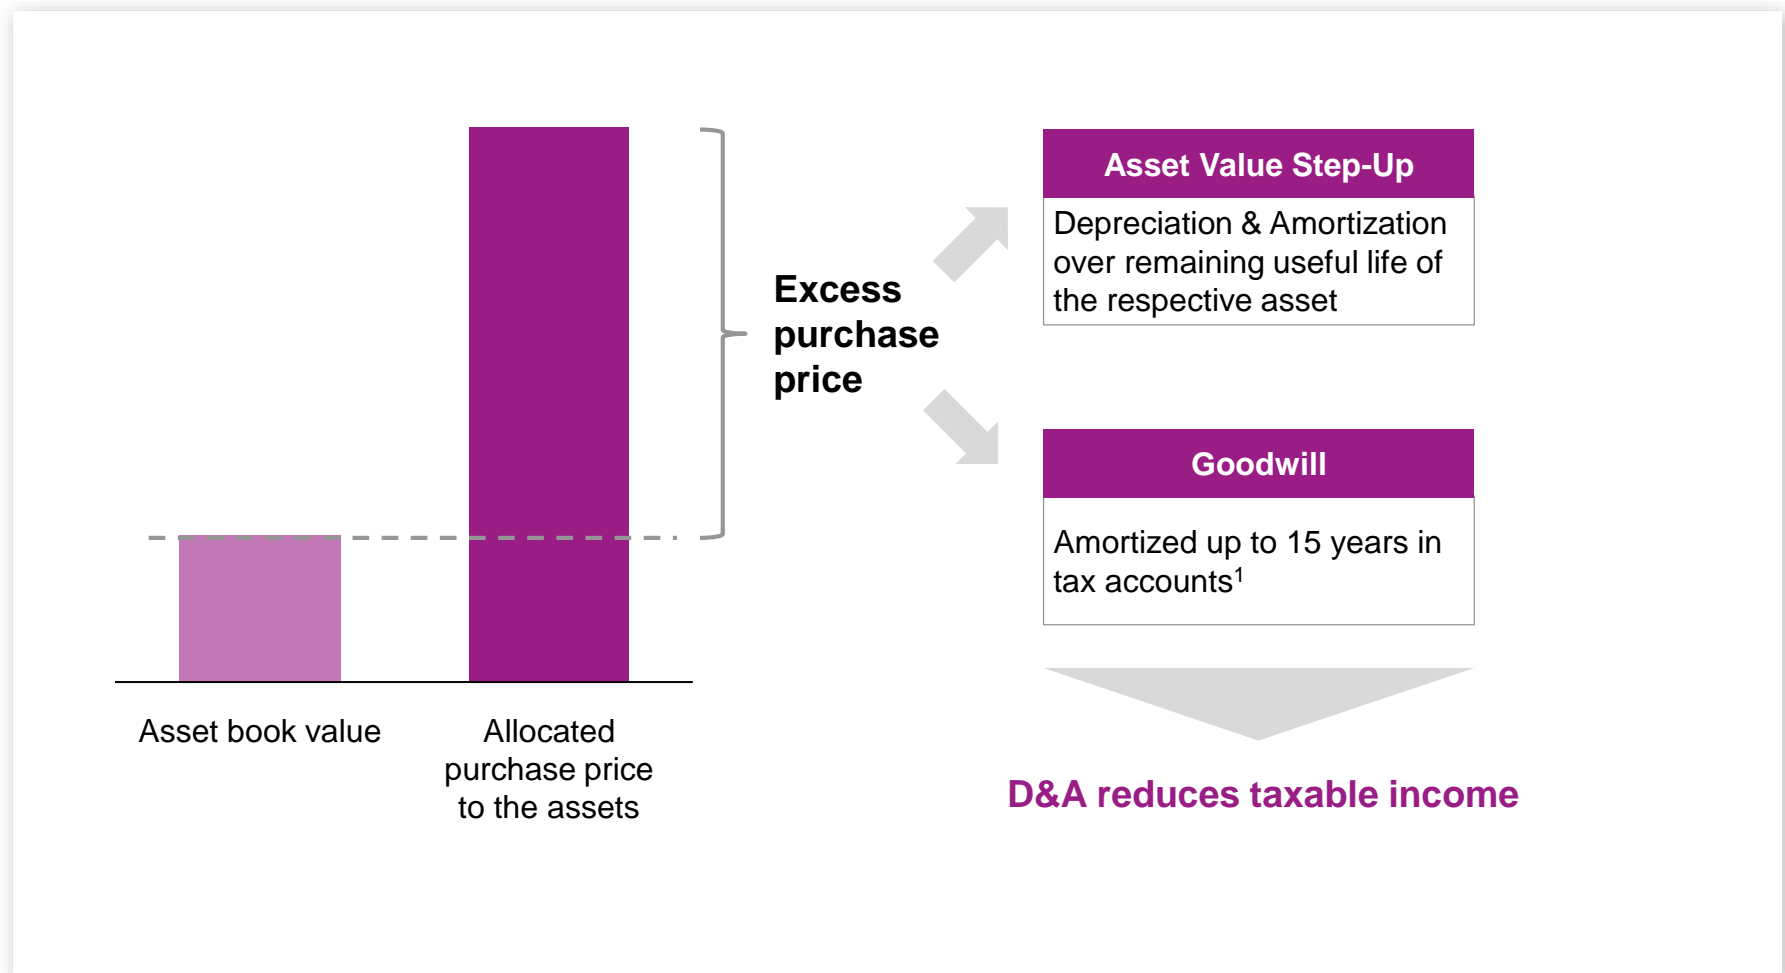 Asset book value
Allocated
purchase price
to the assets
Excess
purchase
price
Asset Value Step-Up
Depreciation & Amortization
over remaining useful life of
the respective asset
Goodwill
Amortized up to 15 years in
tax accounts¹
D&A reduces taxable income